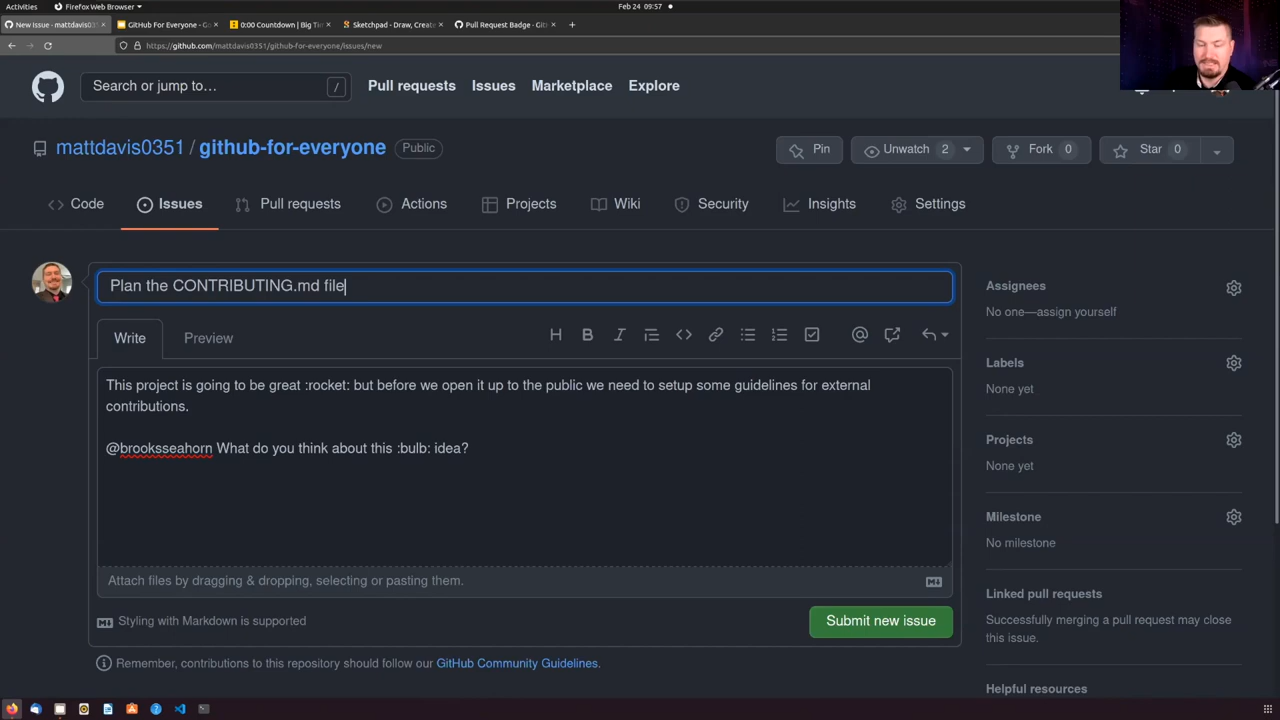 Activities
Firefox Web Browser
Feb 24 09:57
New Issue - mattdavis03
GitHub For Everyone - Go
0:00 Countdown | Big Ti
Sketchpad - Draw, Create
Pull Request Badge - Git
https://github.com/mattdavis0351/github-for-everyone/issues/new
Search or jump to…
/
Pull requests
Issues
Marketplace
Explore
mattdavis0351 / github-for-everyone
Public
Pin
Unwatch 2
Fork 0
Star 0
Code
Issues
Pull requests
Actions
Projects
Wiki
Security
Insights
Settings
Plan the CONTRIBUTING.md file
Write
Preview
This project is going to be great :rocket: but before we open it up to the public we need to setup some guidelines for external
contributions.
@brooksseahorn What do you think about this :bulb: idea?
Attach files by dragging & dropping, selecting or pasting them.
Styling with Markdown is supported
Submit new issue
Remember, contributions to this repository should follow our GitHub Community Guidelines.
Assignees
No one—assign yourself
Labels
None yet
Projects
None yet
Milestone
No milestone
Linked pull requests
Successfully merging a pull request may close
this issue.
Helpful resources